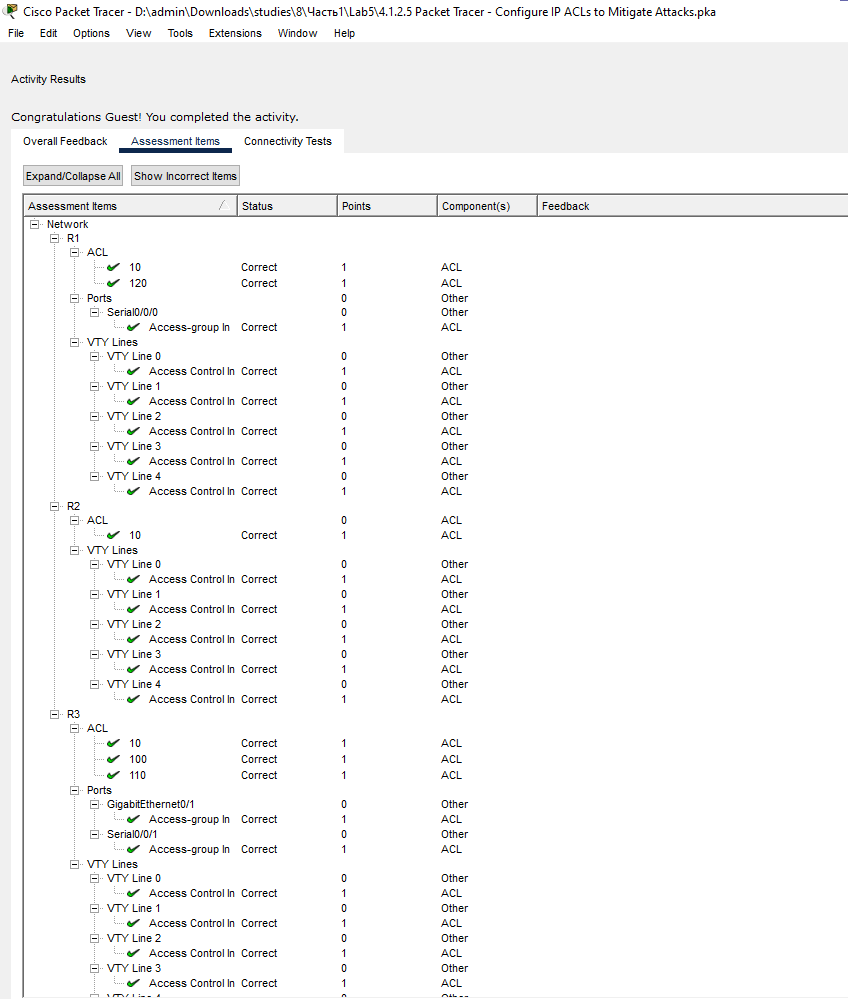 Cisco Packet Tracer - D:\admin\Downloads\studies\8\Часть1\Lab5\4.1.2.5 Packet Tracer - Configure IP ACLs to Mitigate Attacks.pka
File Edit Options View Tools Extensions Window Help
Activity Results
Congratulations Guest! You completed the activity.
Overall Feedback Assessment Items Connectivity Tests
Expand/Collapse All Show Incorrect Items
Assessment Items Status Points Component(s) Feedback
Network
R1
ACL
10 Correct 1 ACL
120 Correct 1 ACL
Ports 0 Other
Serial0/0/0 0 Other
Access-group In Correct 1 ACL
VTY Lines
VTY Line 0 0 Other
Access Control In Correct 1 ACL
VTY Line 1 0 Other
Access Control In Correct 1 ACL
VTY Line 2 0 Other
Access Control In Correct 1 ACL
VTY Line 3 0 Other
Access Control In Correct 1 ACL
VTY Line 4 0 Other
Access Control In Correct 1 ACL
R2
ACL 0 ACL
10 Correct 1 ACL
VTY Lines
VTY Line 0 0 Other
Access Control In Correct 1 ACL
VTY Line 1 0 Other
Access Control In Correct 1 ACL
VTY Line 2 0 Other
Access Control In Correct 1 ACL
VTY Line 3 0 Other
Access Control In Correct 1 ACL
VTY Line 4 0 Other
Access Control In Correct 1 ACL
R3
ACL
10 Correct 1 ACL
100 Correct 1 ACL
110 Correct 1 ACL
Ports
GigabitEthernet0/1 0 Other
Access-group In Correct 1 ACL
Serial0/0/1 0 Other
Access-group In Correct 1 ACL
VTY Lines
VTY Line 0 0 Other
Access Control In Correct 1 ACL
VTY Line 1 0 Other
Access Control In Correct 1 ACL
VTY Line 2 0 Other
Access Control In Correct 1 ACL
VTY Line 3 0 Other
Access Control In Correct 1 ACL